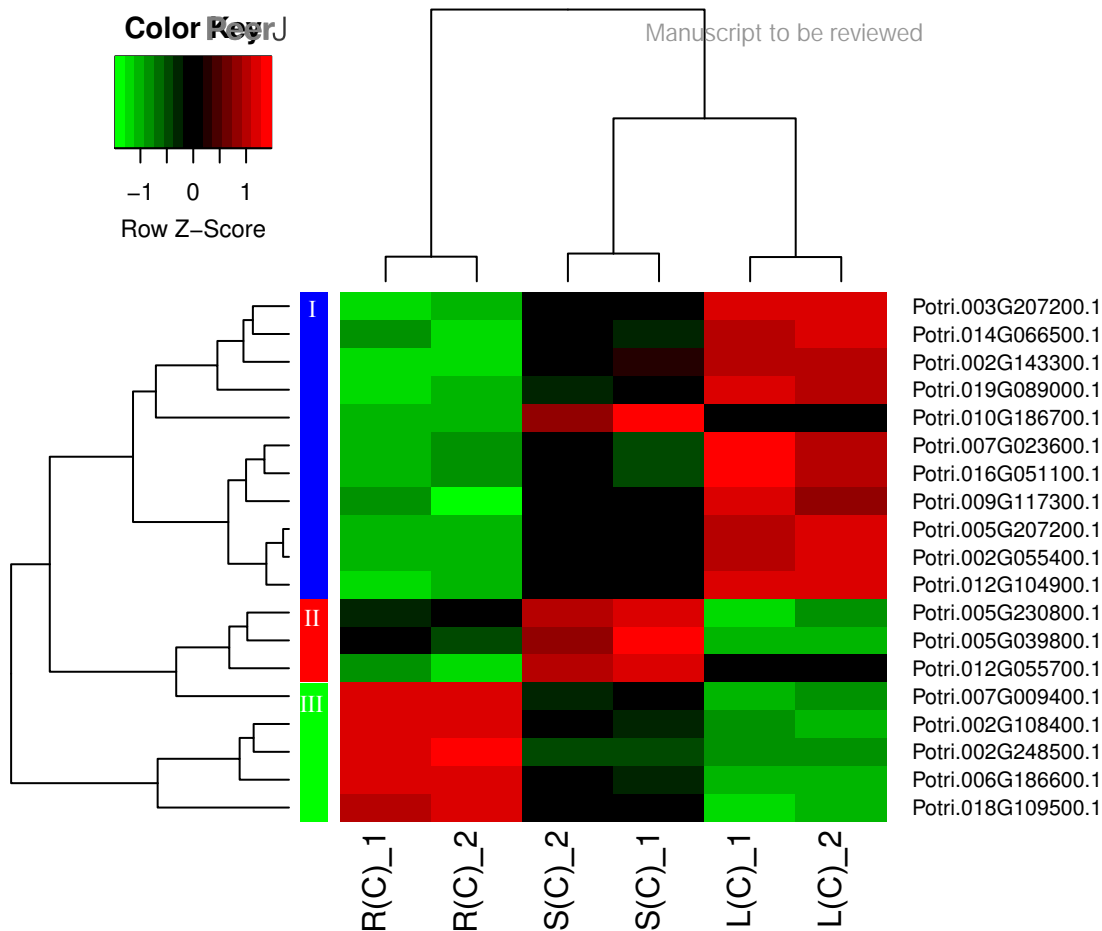 Color Key
PeerJ
Manuscript to be reviewed
−1 0 1
Row Z−Score
I
II
III
Potri.003G207200.1
Potri.014G066500.1
Potri.002G143300.1
Potri.019G089000.1
Potri.010G186700.1
Potri.007G023600.1
Potri.016G051100.1
Potri.009G117300.1
Potri.005G207200.1
Potri.002G055400.1
Potri.012G104900.1
Potri.005G230800.1
Potri.005G039800.1
Potri.012G055700.1
Potri.007G009400.1
Potri.002G108400.1
Potri.002G248500.1
Potri.006G186600.1
Potri.018G109500.1
R(C)_1
R(C)_2
S(C)_2
S(C)_1
L(C)_1
L(C)_2